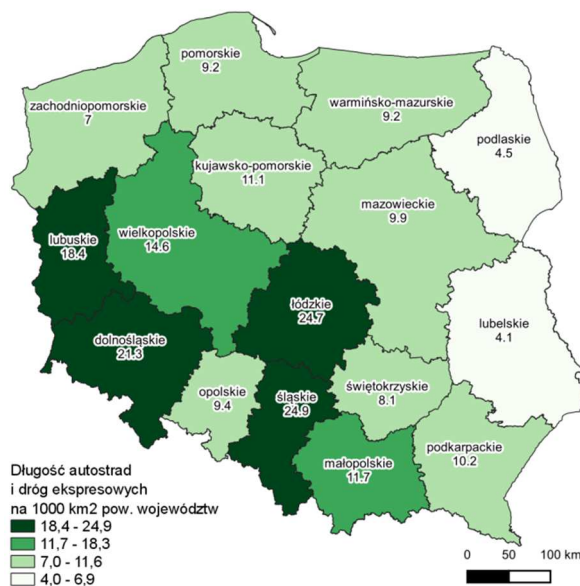 pomorskie
9.2
warmińsko-mazurskie
9.2
zachodniopomorskie
7
podlaskie
4.5
kujawsko-pomorskie
11.1
mazowieckie
9.9
wielkopolskie
14.6
lubuskie
18.4
łódzkie
24.7
lubelskie
4.1
dolnośląskie
21.3
opolskie
9.4
śląskie
24.9
świętokrzyskie
8.1
małopolskie
11.7
podkarpackie
10.2
Długość autostrad
i dróg ekspresowych
na 1000 km2 pow. województw
18,4 - 24,9
11,7 - 18,3
7,0 - 11,6
4,0 - 6,9
0 50 100 km